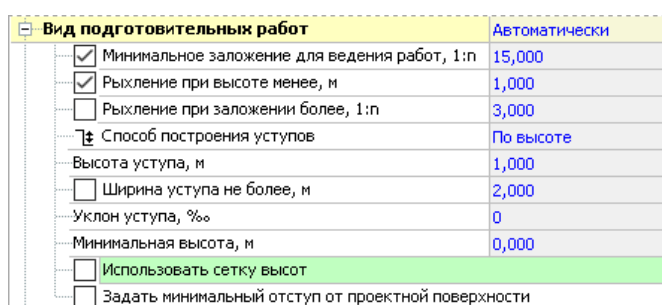 Вид подготовительных работ Автоматически
Минимальное заложение для ведения работ, 1:n 15,000
Рыхление при высоте менее, м 1,000
Рыхление при заложении более, 1:n 3,000
Способ построения уступов По высоте
Высота уступа, м 1,000
Ширина уступа не более, м 2,000
Уклон уступа, ‰ 0
Минимальная высота, м 0,000
Использовать сетку высот
Задать минимальный отступ от проектной поверхности